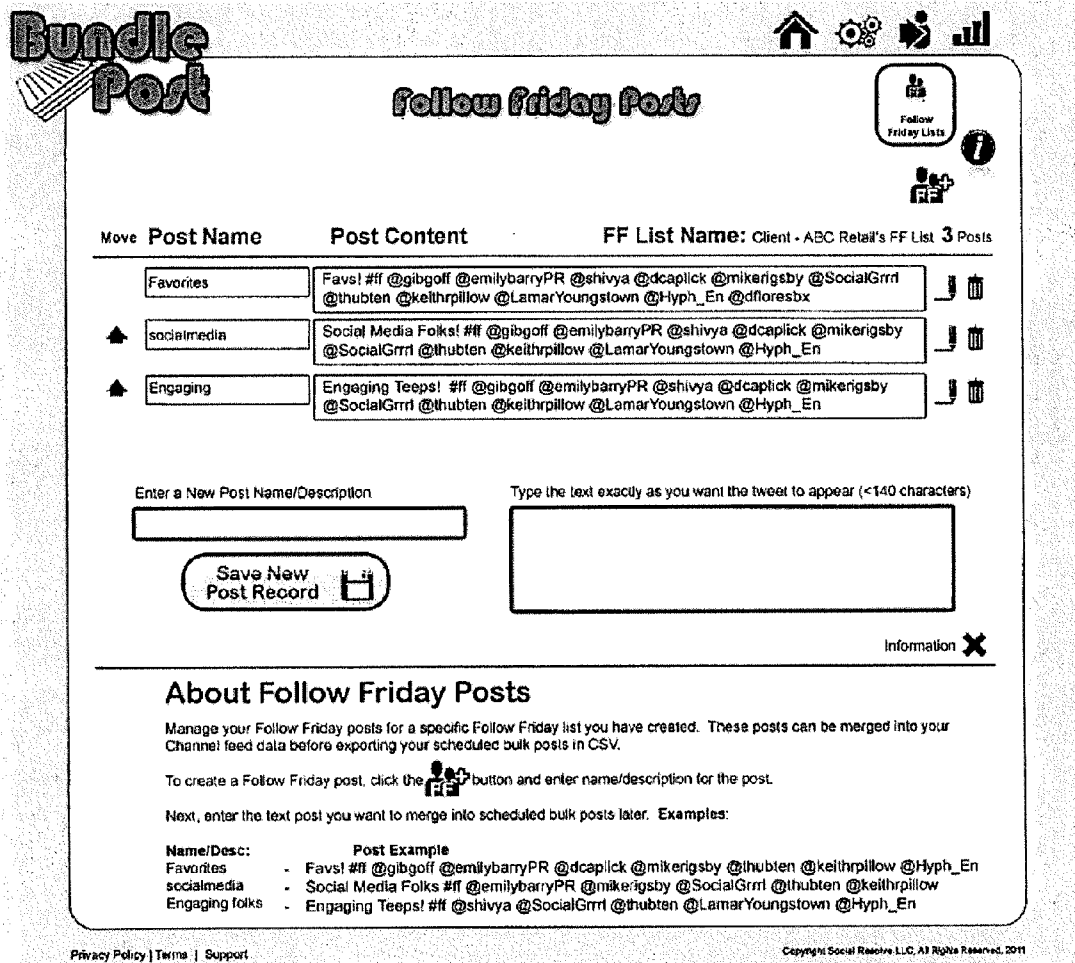 Bundle
Post
Follow Friday Posts
Follow
Friday Lists
i
FF
Move Post Name Post Content FF List Name: Client - ABC Retail's FF List 3 Posts
Favorites
Favs! #ff @gibgoff @emilybarryPR @shivya @dcaplick @mikerigsby @SocialGrrrl
@thubten @keithrpillow @LamarYoungstown @Hyph_En @dfloresbx
socialmedia
Social Media Folks! #ff @gibgoff @emilybarryPR @shivya @dcaplick @mikerigsby
@SocialGrrrl @thubten @keithrpillow @LamarYoungstown @Hyph_En
Engaging
Engaging Teeps! #ff @gibgoff @emilybarryPR @shivya @dcaplick @mikerigsby
@SocialGrrrl @thubten @keithrpillow @LamarYoungstown @Hyph_En
Enter a New Post Name/Description
Type the text exactly as you want the tweet to appear (<140 characters)
Save New
Post Record
Information
About Follow Friday Posts
Manage your Follow Friday posts for a specific Follow Friday list you have created. These posts can be merged into your
Channel feed data before exporting your scheduled bulk posts in CSV.
To create a Follow Friday post, click the FF button and enter name/description for the post.
Next, enter the text post you want to merge into scheduled bulk posts later. Examples:
Name/Desc: Post Example
Favorites - Favs! #ff @gibgoff @emilybarryPR @dcaplick @mikerigsby @thubten @keithrpillow @Hyph_En
socialmedia - Social Media Folks #ff @emilybarryPR @mikerigsby @SocialGrrrl @thubten @keithrpillow
Engaging folks - Engaging Teeps! #ff @shivya @SocialGrrrl @thubten @LamarYoungstown @Hyph_En
Privacy Policy | Terms | Support
Copyright Social Resolve LLC, All Rights Reserved, 2011